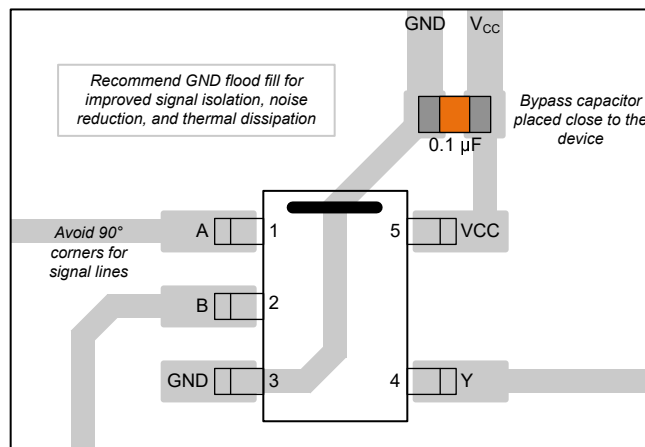 GND
VCC
Recommend GND flood fill for
improved signal isolation, noise
reduction, and thermal dissipation
Bypass capacitor
placed close to the
device
0.1 µF
A
1
5
VCC
Avoid 90°
corners for
signal lines
B
2
GND
3
4
Y